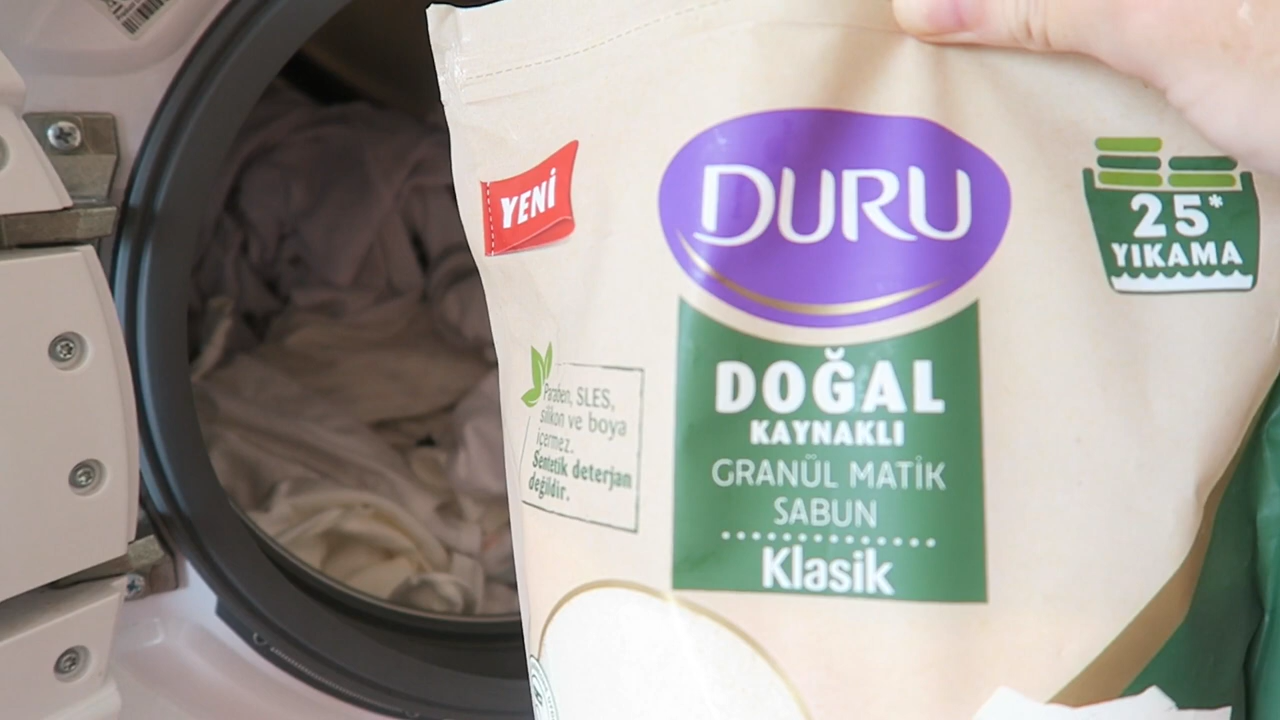 YENİ
DURU
25*
YIKAMA
DOĞAL
KAYNAKLI
GRANÜL MATİK
SABUN
Klasik
Paraben, SLES,
silikon ve boya
içermez.
Sentetik deterjan
değildir.